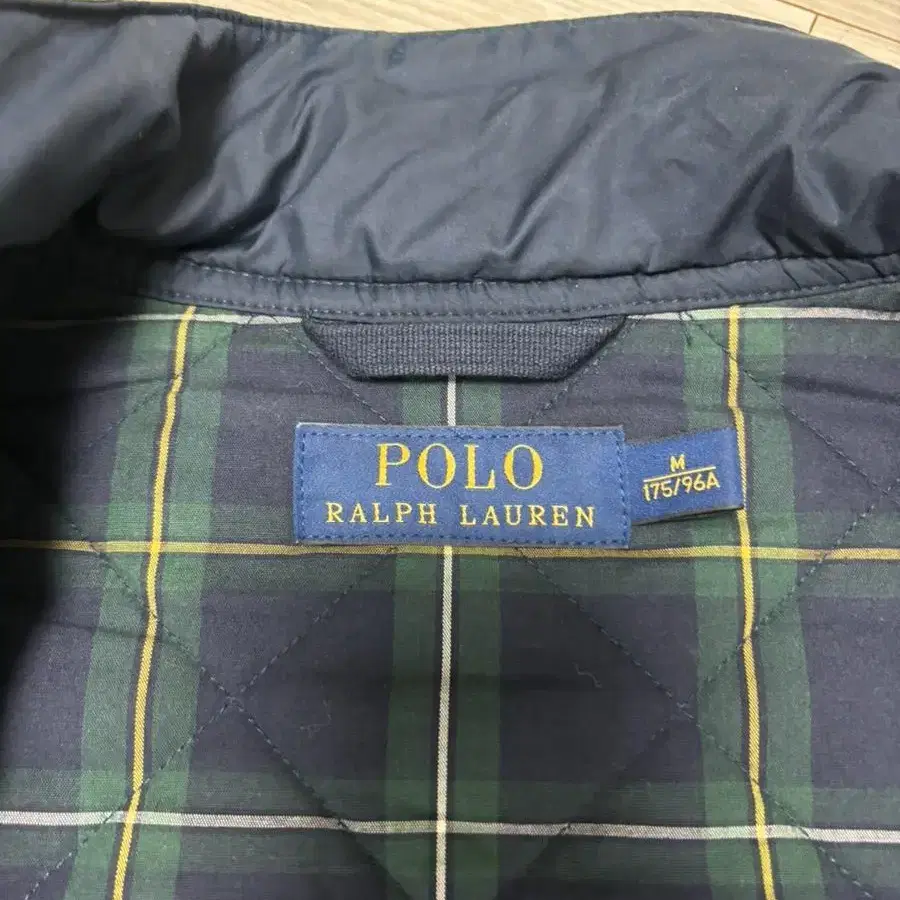 POLO
RALPH LAUREN
M
175/96A